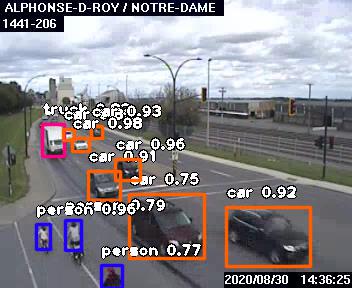 ALPHONSE-D-ROY / NOTRE-DAME
1441-206
car 0.93
car 0.98
car 0.96
car 0.91
car 0.75
car 0.92
person 0.96
0.79
person 0.77
2020/08/30 14:36:25